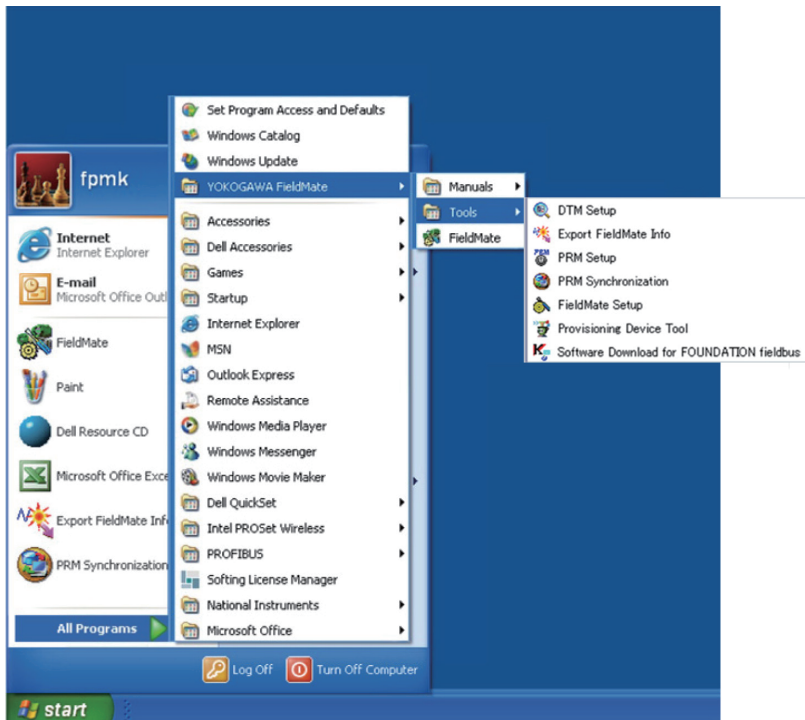 fpmk
Internet
Internet Explorer
E-mail
Microsoft Office Outl
FieldMate
Paint
Dell Resource CD
Microsoft Office Exce
Export FieldMate Inf
PRM Synchronization
All Programs
Set Program Access and Defaults
Windows Catalog
Windows Update
YOKOGAWA FieldMate
Accessories
Dell Accessories
Games
Startup
Internet Explorer
MSN
Outlook Express
Remote Assistance
Windows Media Player
Windows Messenger
Windows Movie Maker
Dell QuickSet
Intel PROSet Wireless
PROFIBUS
Softing License Manager
National Instruments
Microsoft Office
Manuals
Tools
FieldMate
DTM Setup
Export FieldMate Info
PRM Setup
PRM Synchronization
FieldMate Setup
Provisioning Device Tool
Software Download for FOUNDATION fieldbus
Log Off
Turn Off Computer
start